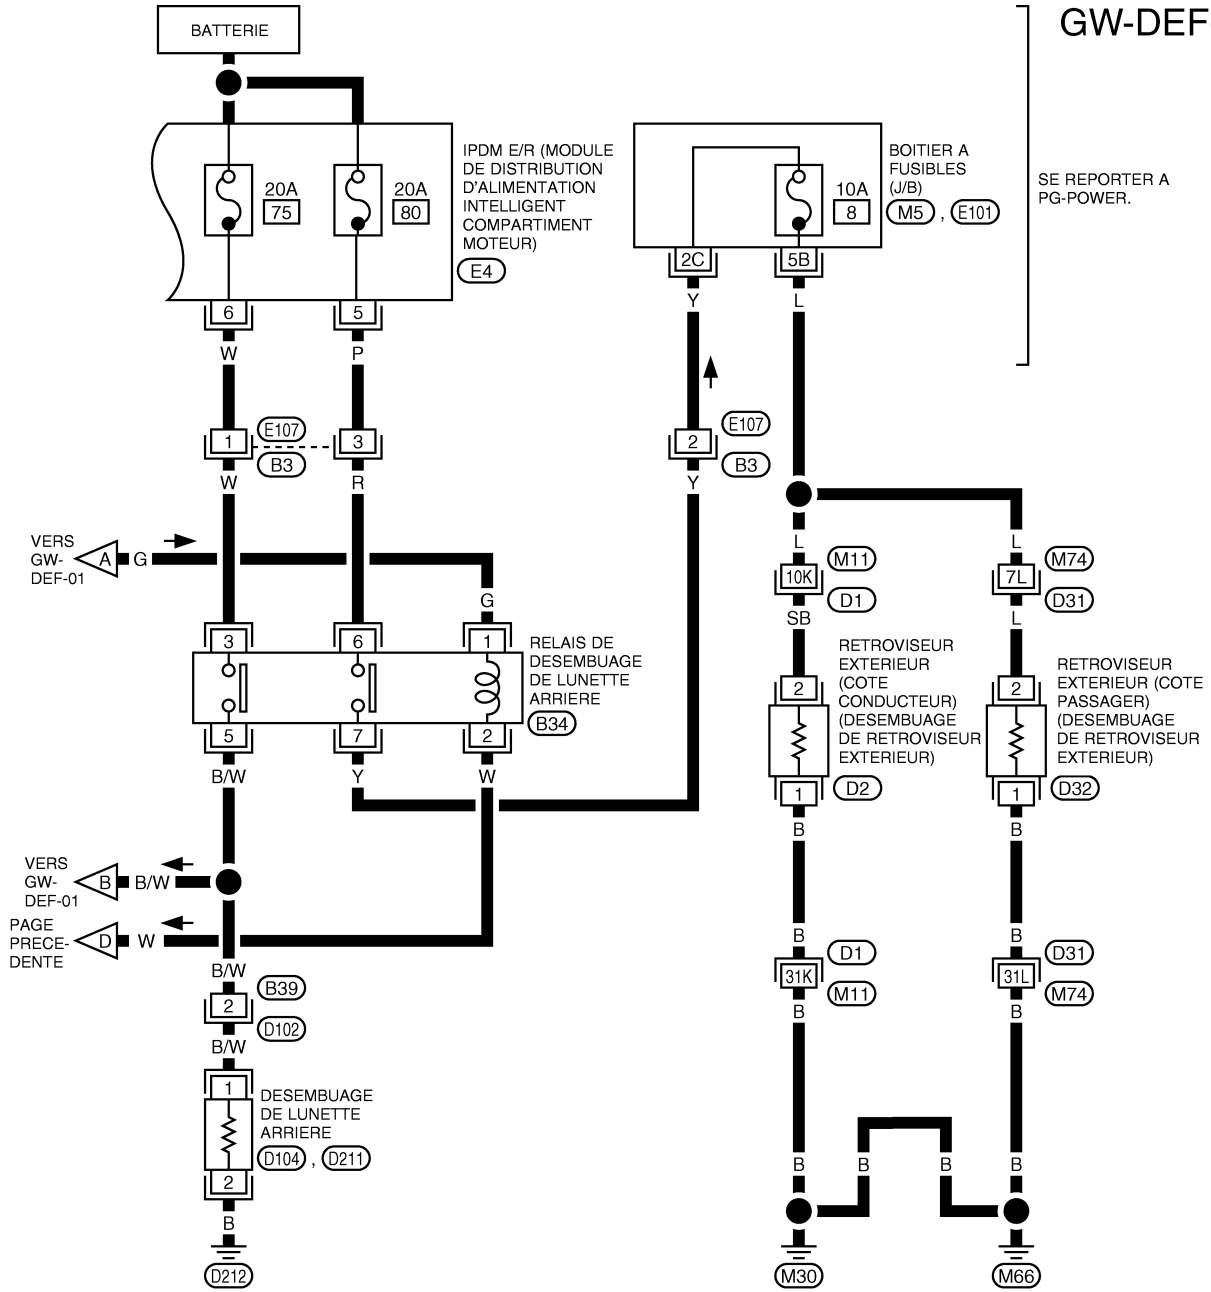 GW-DEF
BATTERIE
20A
75
20A
80
IPDM E/R (MODULE
DE DISTRIBUTION
D'ALIMENTATION
INTELLIGENT
COMPARTIMENT
MOTEUR)
E4
10A
8
BOITIER A
FUSIBLES
(J/B)
M5 , E101
SE REPORTER A
PG-POWER.
6
5
2C
5B
W
P
Y
L
1
E107
B3
3
2
E107
B3
W
R
Y
VERS
GW-
DEF-01
A
G
G
L
L
10K
M11
D1
7L
M74
D31
SB
L
3
6
1
RELAIS DE
DESEMBUAGE
DE LUNETTE
ARRIERE
B34
5
7
2
B/W
Y
W
2
RETROVISEUR
EXTERIEUR
(COTE
CONDUCTEUR)
(DESEMBUAGE
DE RETROVISEUR
EXTERIEUR)
D2
1
2
RETROVISEUR
EXTERIEUR (COTE
PASSAGER)
(DESEMBUAGE
DE RETROVISEUR
EXTERIEUR)
D32
1
B
B
VERS
GW-
DEF-01
B
B/W
PAGE
PRECE-
DENTE
D
W
B/W
2
B39
D102
B/W
1
DESEMBUAGE
DE LUNETTE
ARRIERE
D104 , D211
2
B
D212
B
B
31K
D1
M11
31L
D31
M74
B
B
B
B
B
B
M30
M66